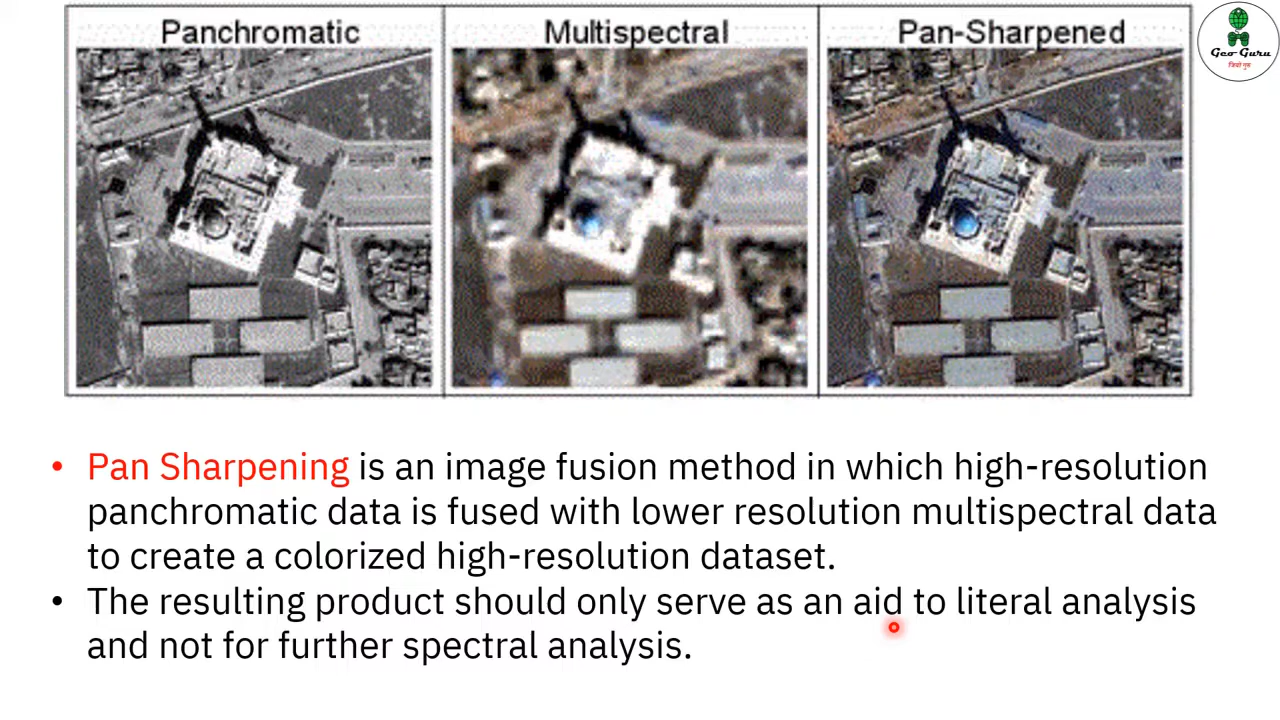 Panchromatic
Multispectral
Pan-Sharpened
Geo Guru
जियो गुरु
• Pan Sharpening is an image fusion method in which high-resolution
panchromatic data is fused with lower resolution multispectral data
to create a colorized high-resolution dataset.
• The resulting product should only serve as an aid to literal analysis
and not for further spectral analysis.